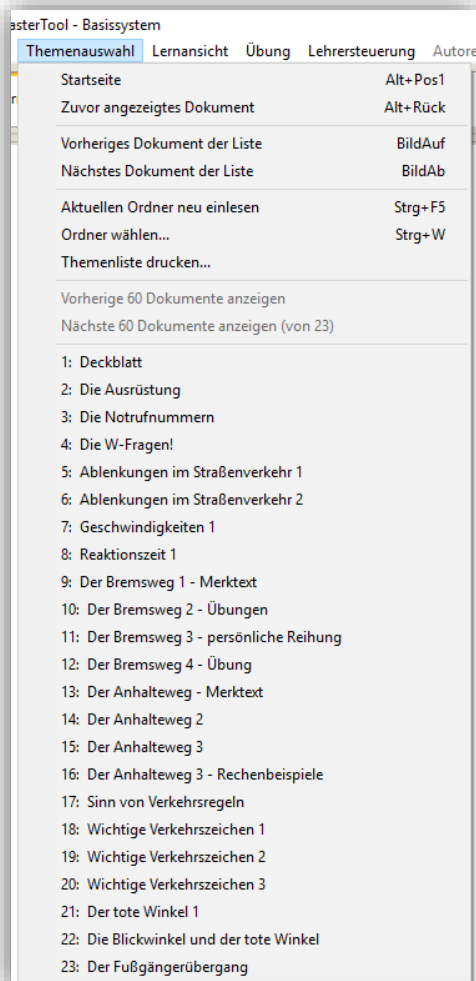 asterTool - Basissystem
Themenauswahl Lernansicht Übung Lehrersteuerung Autore
Startseite Alt+Pos1
Zuvor angezeigtes Dokument Alt+Rück
Vorheriges Dokument der Liste BildAuf
Nächstes Dokument der Liste BildAb
Aktuellen Ordner neu einlesen Strg+F5
Ordner wählen... Strg+W
Themenliste drucken...
Vorherige 60 Dokumente anzeigen
Nächste 60 Dokumente anzeigen (von 23)
1: Deckblatt
2: Die Ausrüstung
3: Die Notrufnummern
4: Die W-Fragen!
5: Ablenkungen im Straßenverkehr 1
6: Ablenkungen im Straßenverkehr 2
7: Geschwindigkeiten 1
8: Reaktionszeit 1
9: Der Bremsweg 1 - Merktext
10: Der Bremsweg 2 - Übungen
11: Der Bremsweg 3 - persönliche Reihung
12: Der Bremsweg 4 - Übung
13: Der Anhalteweg - Merktext
14: Der Anhalteweg 2
15: Der Anhalteweg 3
16: Der Anhalteweg 3 - Rechenbeispiele
17: Sinn von Verkehrsregeln
18: Wichtige Verkehrszeichen 1
19: Wichtige Verkehrszeichen 2
20: Wichtige Verkehrszeichen 3
21: Der tote Winkel 1
22: Die Blickwinkel und der tote Winkel
23: Der Fußgängerübergang